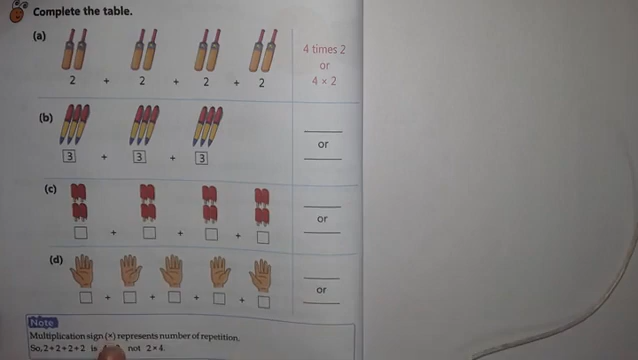 Complete the table.
(a)
2 + 2 + 2 + 2
4 times 2
or
4 × 2
(b)
3 + 3 + 3
or
(c)
+ + +
or
(d)
+ + + +
or
Note
Multiplication sign (×) represents number of repetition.
So, 2+2+2+2 is not 2×4.